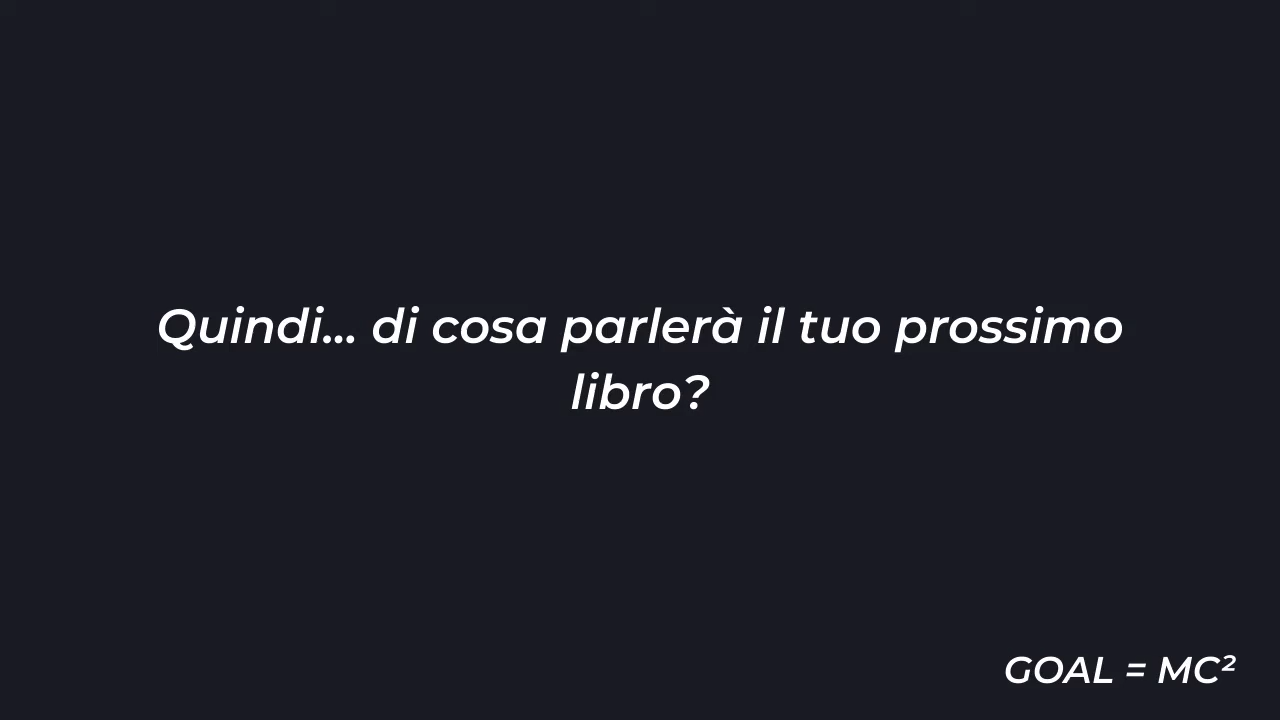 Quindi... di cosa parlerà il tuo prossimo
libro?
GOAL = MC²